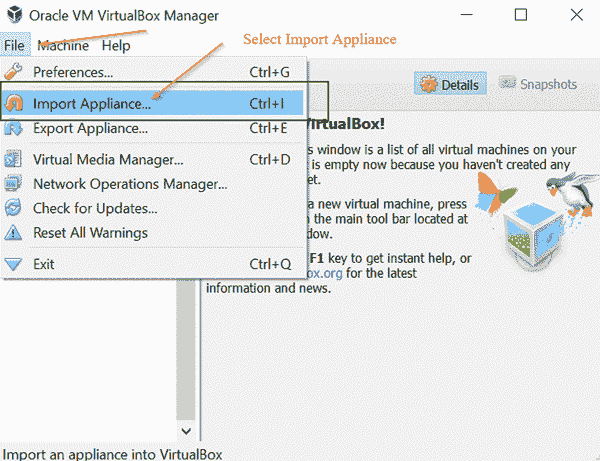 Oracle VM VirtualBox Manager
File Machine Help
Select Import Appliance
Preferences... Ctrl+G
Import Appliance... Ctrl+I
Export Appliance... Ctrl+E
Virtual Media Manager... Ctrl+D
Network Operations Manager...
Check for Updates...
Reset All Warnings
Exit Ctrl+Q
Details Snapshots
VirtualBox!
s window is a list of all virtual machines on your
t is empty now because you haven't created any
et.
a new virtual machine, press
n the main tool bar located at
ndow.
F1 key to get instant help, or
ox.org for the latest
information and news.
Import an appliance into VirtualBox